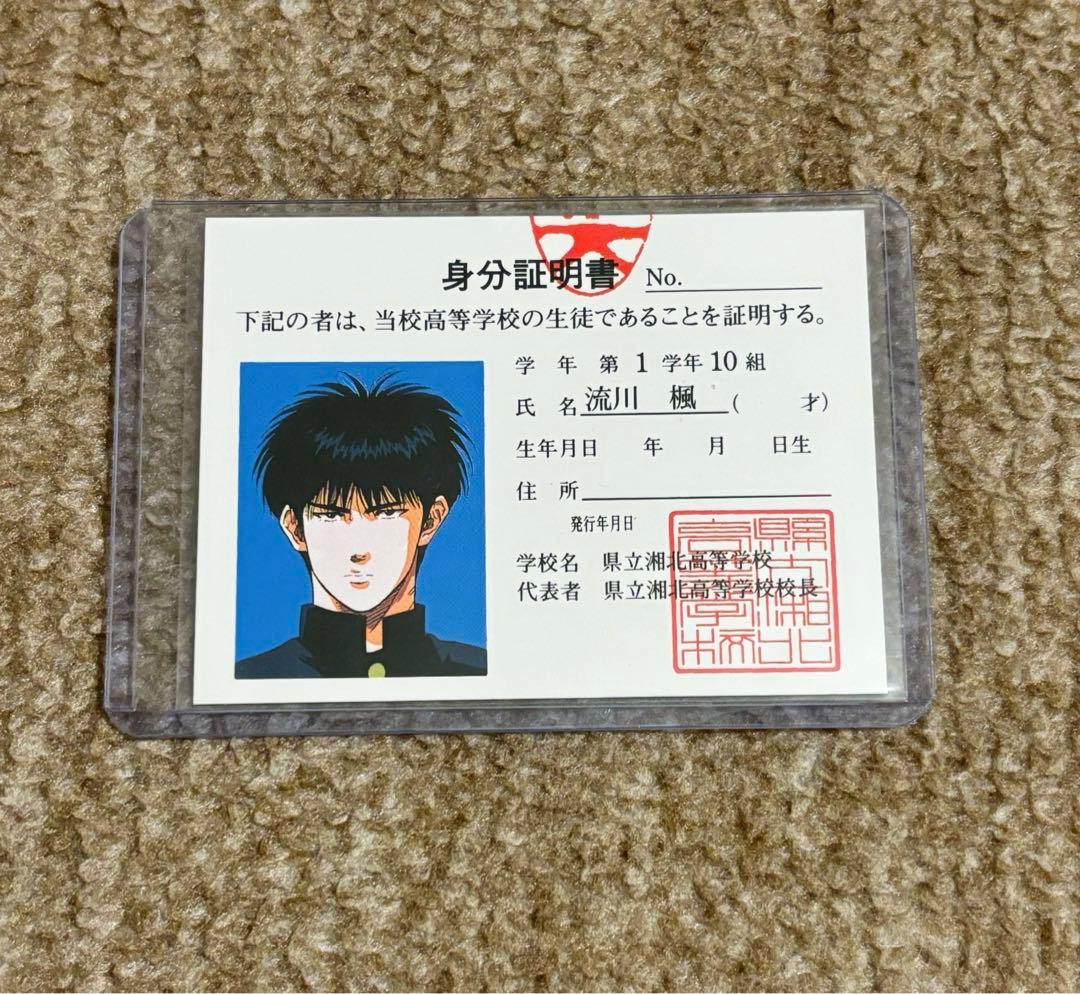 身分証明書 No.
下記の者は、当校高等学校の生徒であることを証明する。
学 年 第 1 学年 10 組
氏 名 流川 楓 ( 才)
生年月日 年 月 日生
住 所
発行年月日
学校名 県立湘北高等学校
代表者 県立湘北高等学校校長